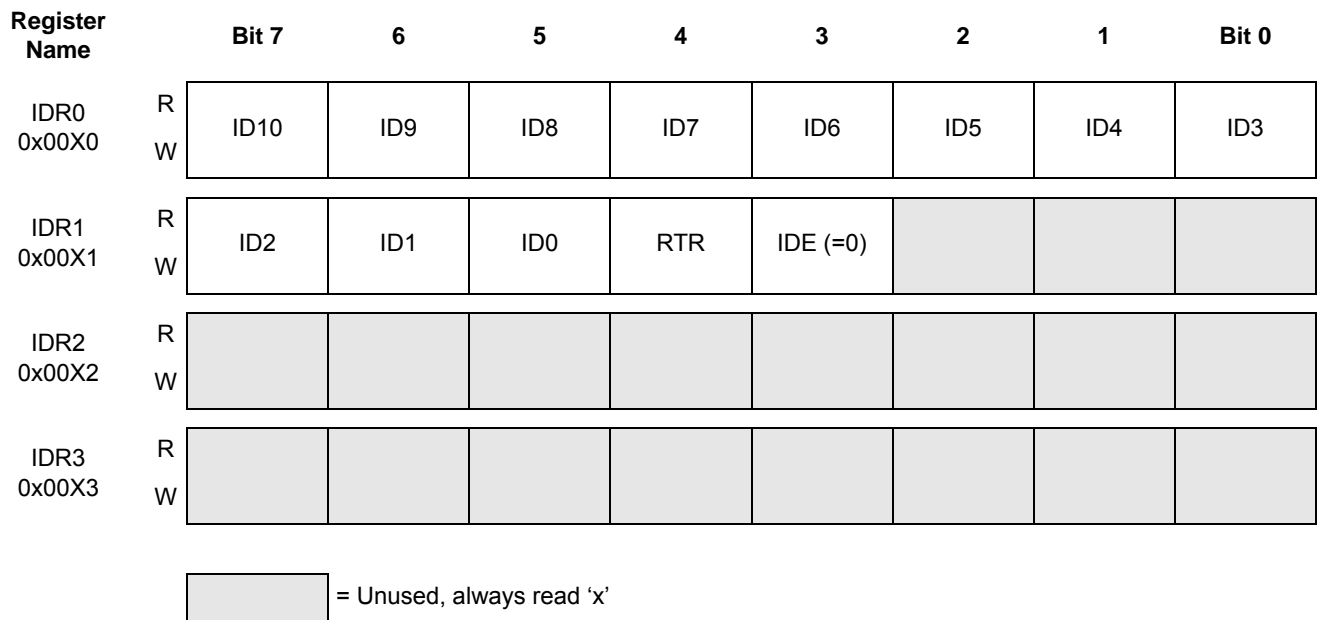 Register Name Bit 7 6 5 4 3 2 1 Bit 0
IDR0 R ID10 ID9 ID8 ID7 ID6 ID5 ID4 ID3
0x00X0 W
IDR1 R ID2 ID1 ID0 RTR IDE (=0)
0x00X1 W
IDR2 R
0x00X2 W
IDR3 R
0x00X3 W
= Unused, always read ‘x’